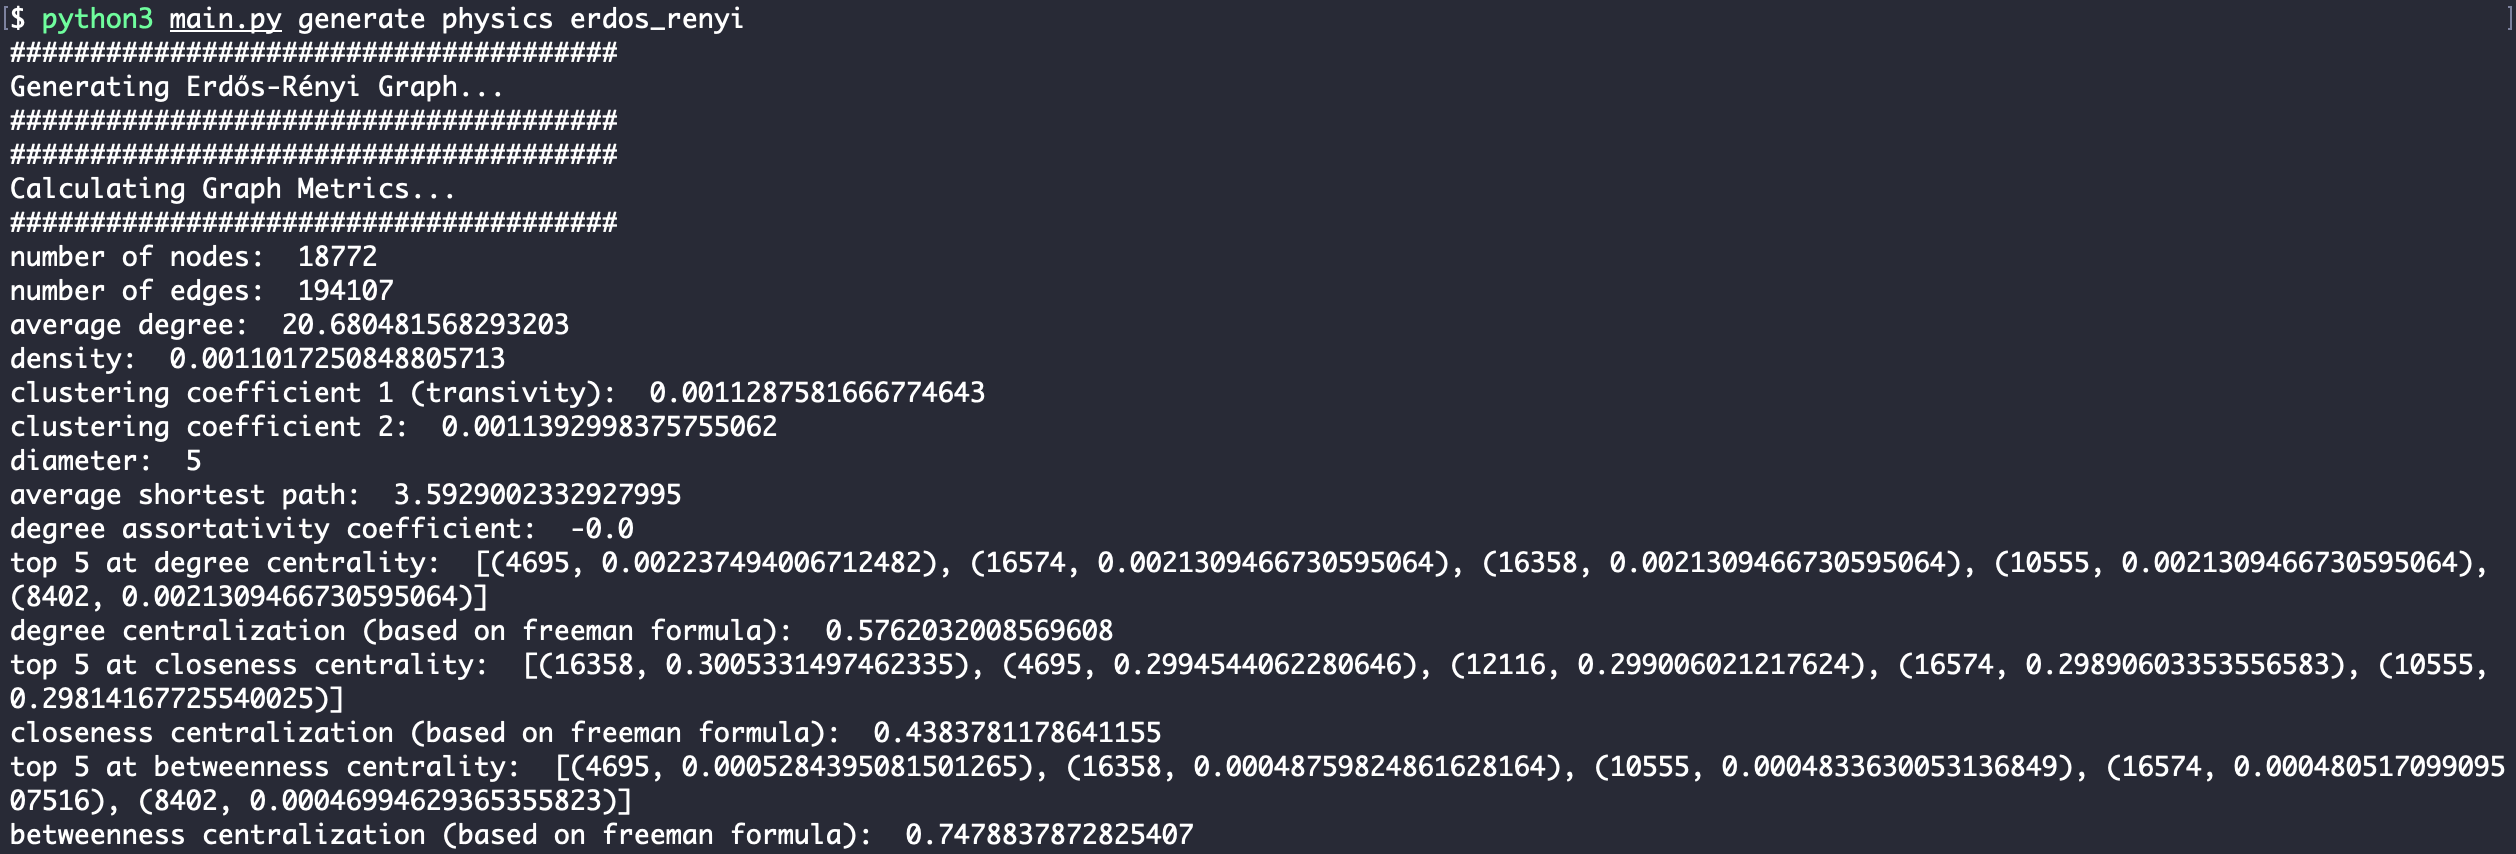 $ python3 main.py generate physics erdos_renyi
######################################
Generating Erdős-Rényi Graph...
######################################
######################################
Calculating Graph Metrics...
######################################
number of nodes:  18772
number of edges:  194107
average degree:  20.680481568293203
density:  0.0011017250848805713
clustering coefficient 1 (transivity):  0.0011287581666774643
clustering coefficient 2:  0.0011392998375755062
diameter:  5
average shortest path:  3.5929002332927995
degree assortativity coefficient:  -0.0
top 5 at degree centrality:  [(4695, 0.002237494006712482), (16574, 0.0021309466730595064), (16358, 0.0021309466730595064), (10555, 0.0021309466730595064),
(8402, 0.0021309466730595064)]
degree centralization (based on freeman formula):  0.5762032008569608
top 5 at closeness centrality:  [(16358, 0.3005331497462335), (4695, 0.2994544062280646), (12116, 0.299006021217624), (16574, 0.29890603353556583), (10555,
0.29814167725540025)]
closeness centralization (based on freeman formula):  0.4383781178641155
top 5 at betweenness centrality:  [(4695, 0.0005284395081501265), (16358, 0.00048759824861628164), (10555, 0.0004833630053136849), (16574, 0.000480517099095
07516), (8402, 0.00046994629365355823)]
betweenness centralization (based on freeman formula):  0.7478837872825407